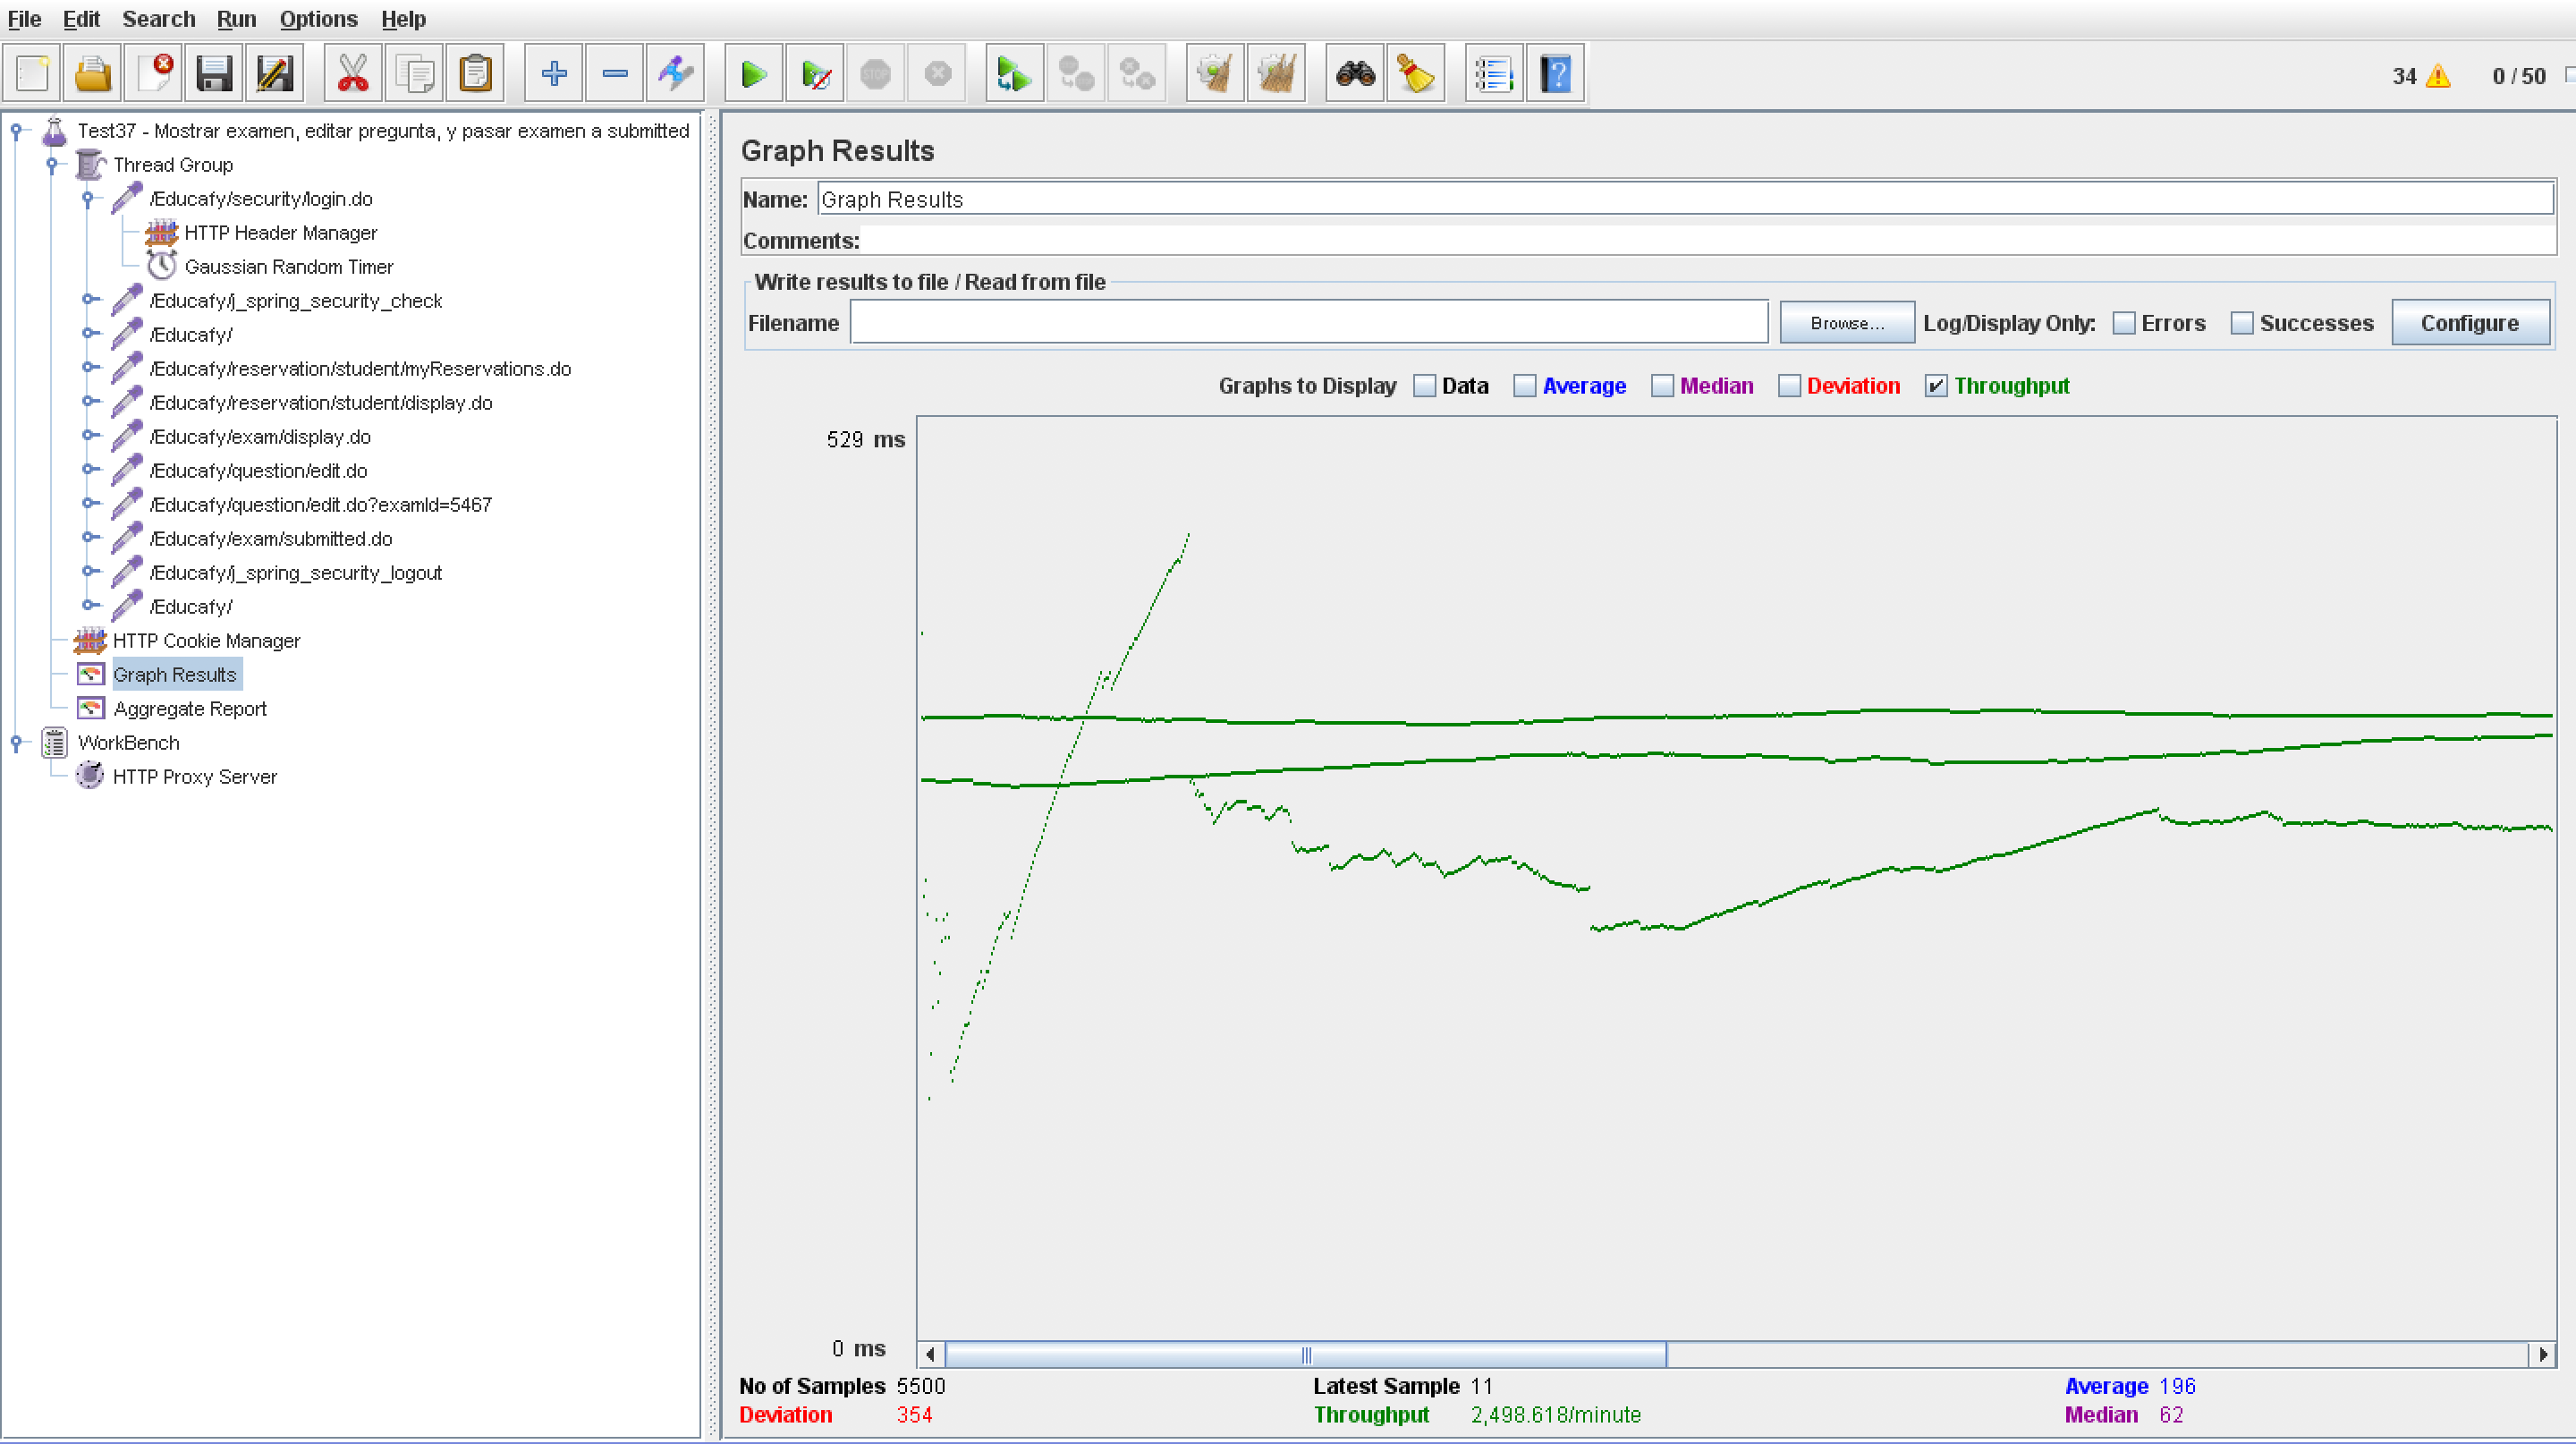 File Edit Search Run Options Help
STOP
34 0 / 50
Test37 - Mostrar examen, editar pregunta, y pasar examen a submitted
Thread Group
/Educafy/security/login.do
HTTP Header Manager
Gaussian Random Timer
/Educafy/j_spring_security_check
/Educafy/
/Educafy/reservation/student/myReservations.do
/Educafy/reservation/student/display.do
/Educafy/exam/display.do
/Educafy/question/edit.do
/Educafy/question/edit.do?examId=5467
/Educafy/exam/submitted.do
/Educafy/j_spring_security_logout
/Educafy/
HTTP Cookie Manager
Graph Results
Aggregate Report
WorkBench
HTTP Proxy Server
Graph Results
Name: Graph Results
Comments:
Write results to file / Read from file
Filename Browse... Log/Display Only: Errors Successes Configure
Graphs to Display Data Average Median Deviation Throughput
529 ms
0 ms
No of Samples 5500 Latest Sample 11 Average 196
Deviation 354 Throughput 2,498.618/minute Median 62